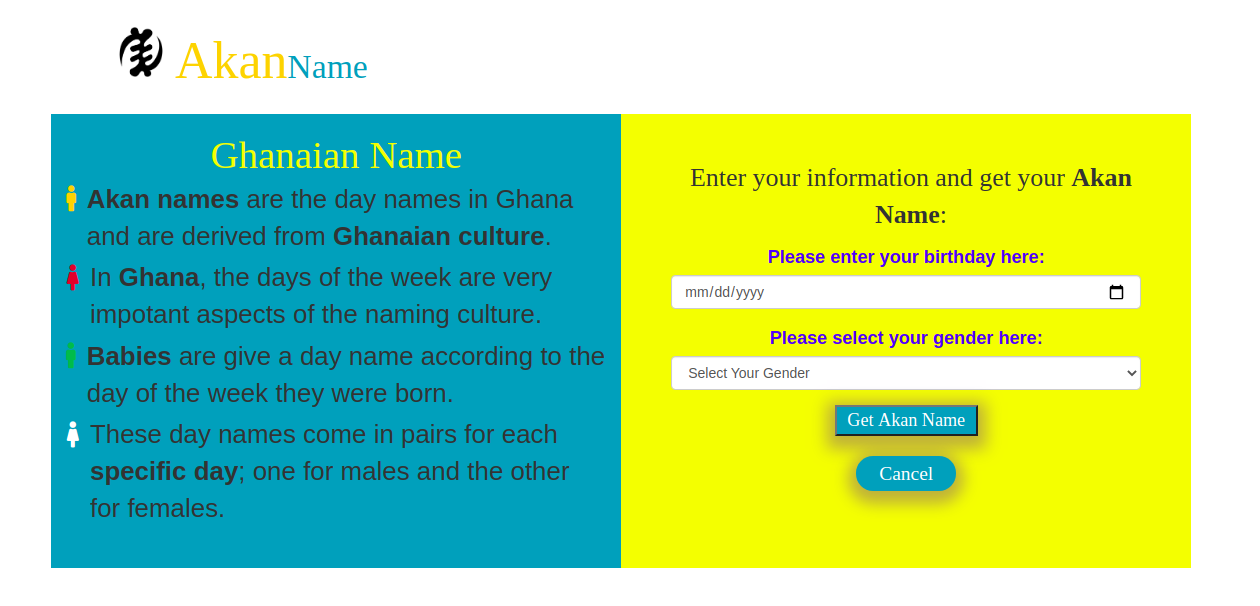 AkanName
Ghanaian Name
Akan names are the day names in Ghana
and are derived from Ghanaian culture.
In Ghana, the days of the week are very
impotant aspects of the naming culture.
Babies are give a day name according to the
day of the week they were born.
These day names come in pairs for each
specific day; one for males and the other
for females.
Enter your information and get your Akan
Name:
Please enter your birthday here:
mm/dd/yyyy
Please select your gender here:
Select Your Gender
Get Akan Name
Cancel